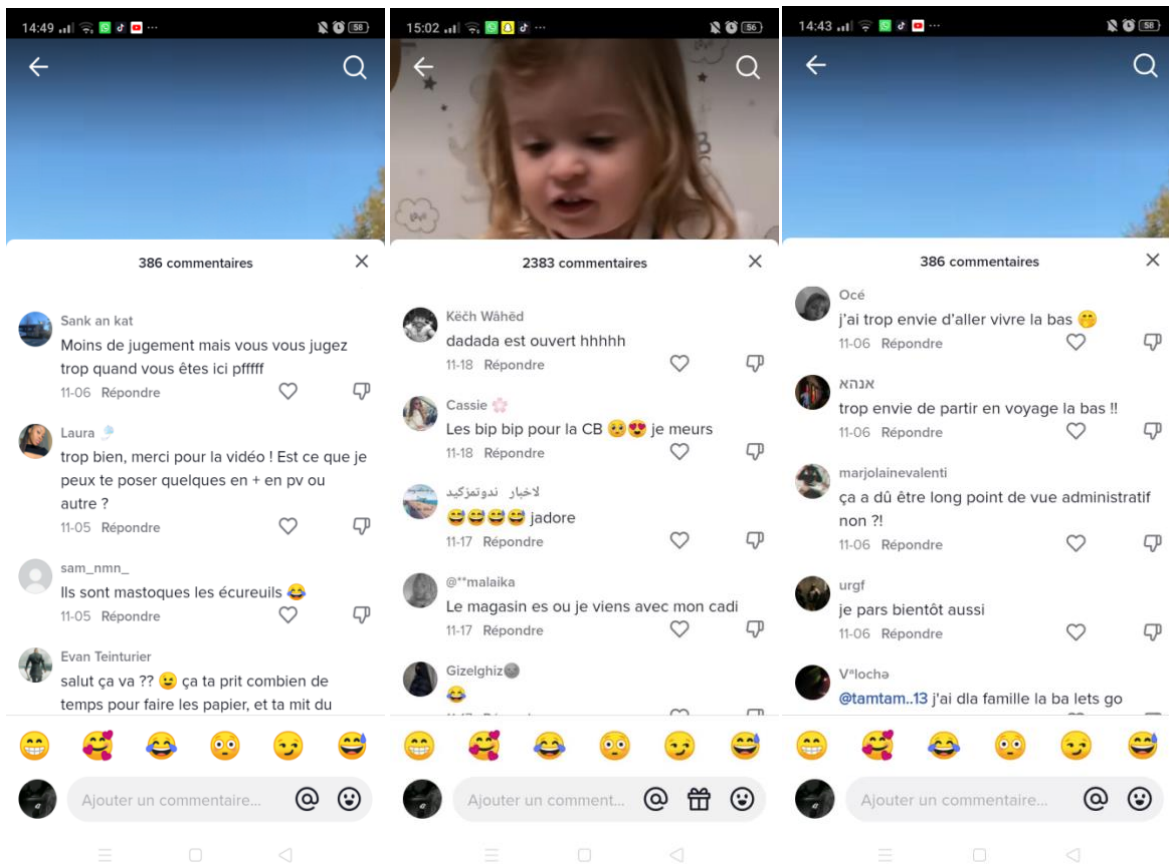 14:49
58
386 commentaires
Sank an kat
Moins de jugement mais vous vous jugez
trop quand vous êtes ici pfffff
11-06 Répondre
Laura
trop bien, merci pour la vidéo ! Est ce que je
peux te poser quelques en + en pv ou
autre ?
11-05 Répondre
sam_nmn_
Ils sont mastoques les écureuils 😂
11-05 Répondre
Evan Teinturier
salut ça va ?? 😉 ça ta prit combien de
temps pour faire les papier, et ta mit du
Ajouter un commentaire...
15:02
56
2383 commentaires
Këčh Wâhëd
dadada est ouvert hhhhh
11-18 Répondre
Cassie 🌸
Les bip bip pour la CB 🥺😍 je meurs
11-18 Répondre
لاخبار ندوتمزكيد
😅😅😅😅 jadore
11-17 Répondre
@**malaika
Le magasin es ou je viens avec mon cadi
11-17 Répondre
Gizelghiz
😂
Ajouter un comment...
14:43
58
386 commentaires
Océ
j'ai trop envie d'aller vivre la bas 🤭
11-06 Répondre
אנהא
trop envie de partir en voyage la bas !!
11-06 Répondre
marjolainevalenti
ça a dû être long point de vue administratif
non ?!
11-06 Répondre
urgf
je pars bientôt aussi
11-06 Répondre
V*lochə
@tamtam..13 j'ai dla famille la ba lets go
Ajouter un commentaire...